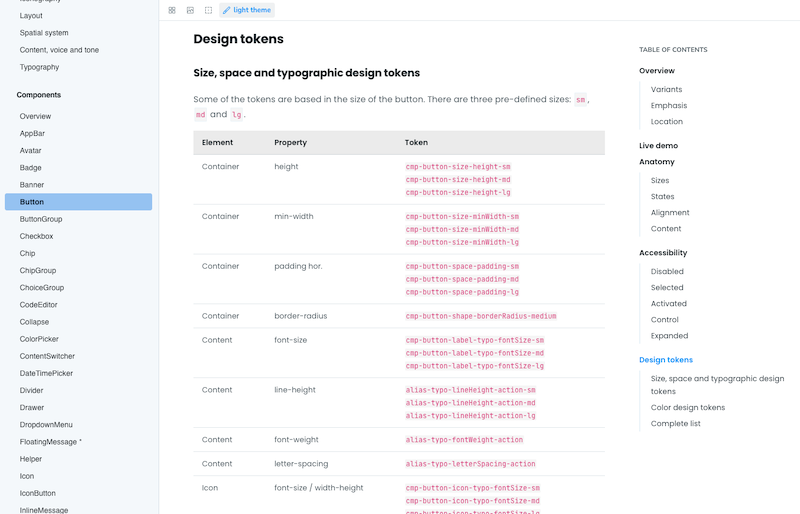 Iconography
Layout
Spatial system
Content, voice and tone
Typography
Components
Overview
AppBar
Avatar
Badge
Banner
Button
ButtonGroup
Checkbox
Chip
ChipGroup
ChoiceGroup
CodeEditor
Collapse
ColorPicker
ContentSwitcher
DateTimePicker
Divider
Drawer
DropdownMenu
FloatingMessage *
Helper
Icon
IconButton
InlineMessage
light theme
Design tokens
Size, space and typographic design tokens
Some of the tokens are based in the size of the button. There are three pre-defined sizes: sm ,
md and lg .
Element Property Token
Container height cmp-button-size-height-sm
cmp-button-size-height-md
cmp-button-size-height-lg
Container min-width cmp-button-size-minWidth-sm
cmp-button-size-minWidth-md
cmp-button-size-minWidth-lg
Container padding hor. cmp-button-space-padding-sm
cmp-button-space-padding-md
cmp-button-space-padding-lg
Container border-radius cmp-button-shape-borderRadius-medium
Content font-size cmp-button-label-typo-fontSize-sm
cmp-button-label-typo-fontSize-md
cmp-button-label-typo-fontSize-lg
Content line-height alias-typo-lineHeight-action-sm
alias-typo-lineHeight-action-md
alias-typo-lineHeight-action-lg
Content font-weight alias-typo-fontWeight-action
Content letter-spacing alias-typo-letterSpacing-action
Icon font-size / width-height cmp-button-icon-typo-fontSize-sm
cmp-button-icon-typo-fontSize-md
cmp-button-icon-typo-fontSize-lg
TABLE OF CONTENTS
Overview
Variants
Emphasis
Location
Live demo
Anatomy
Sizes
States
Alignment
Content
Accessibility
Disabled
Selected
Activated
Control
Expanded
Design tokens
Size, space and typographic design
tokens
Color design tokens
Complete list